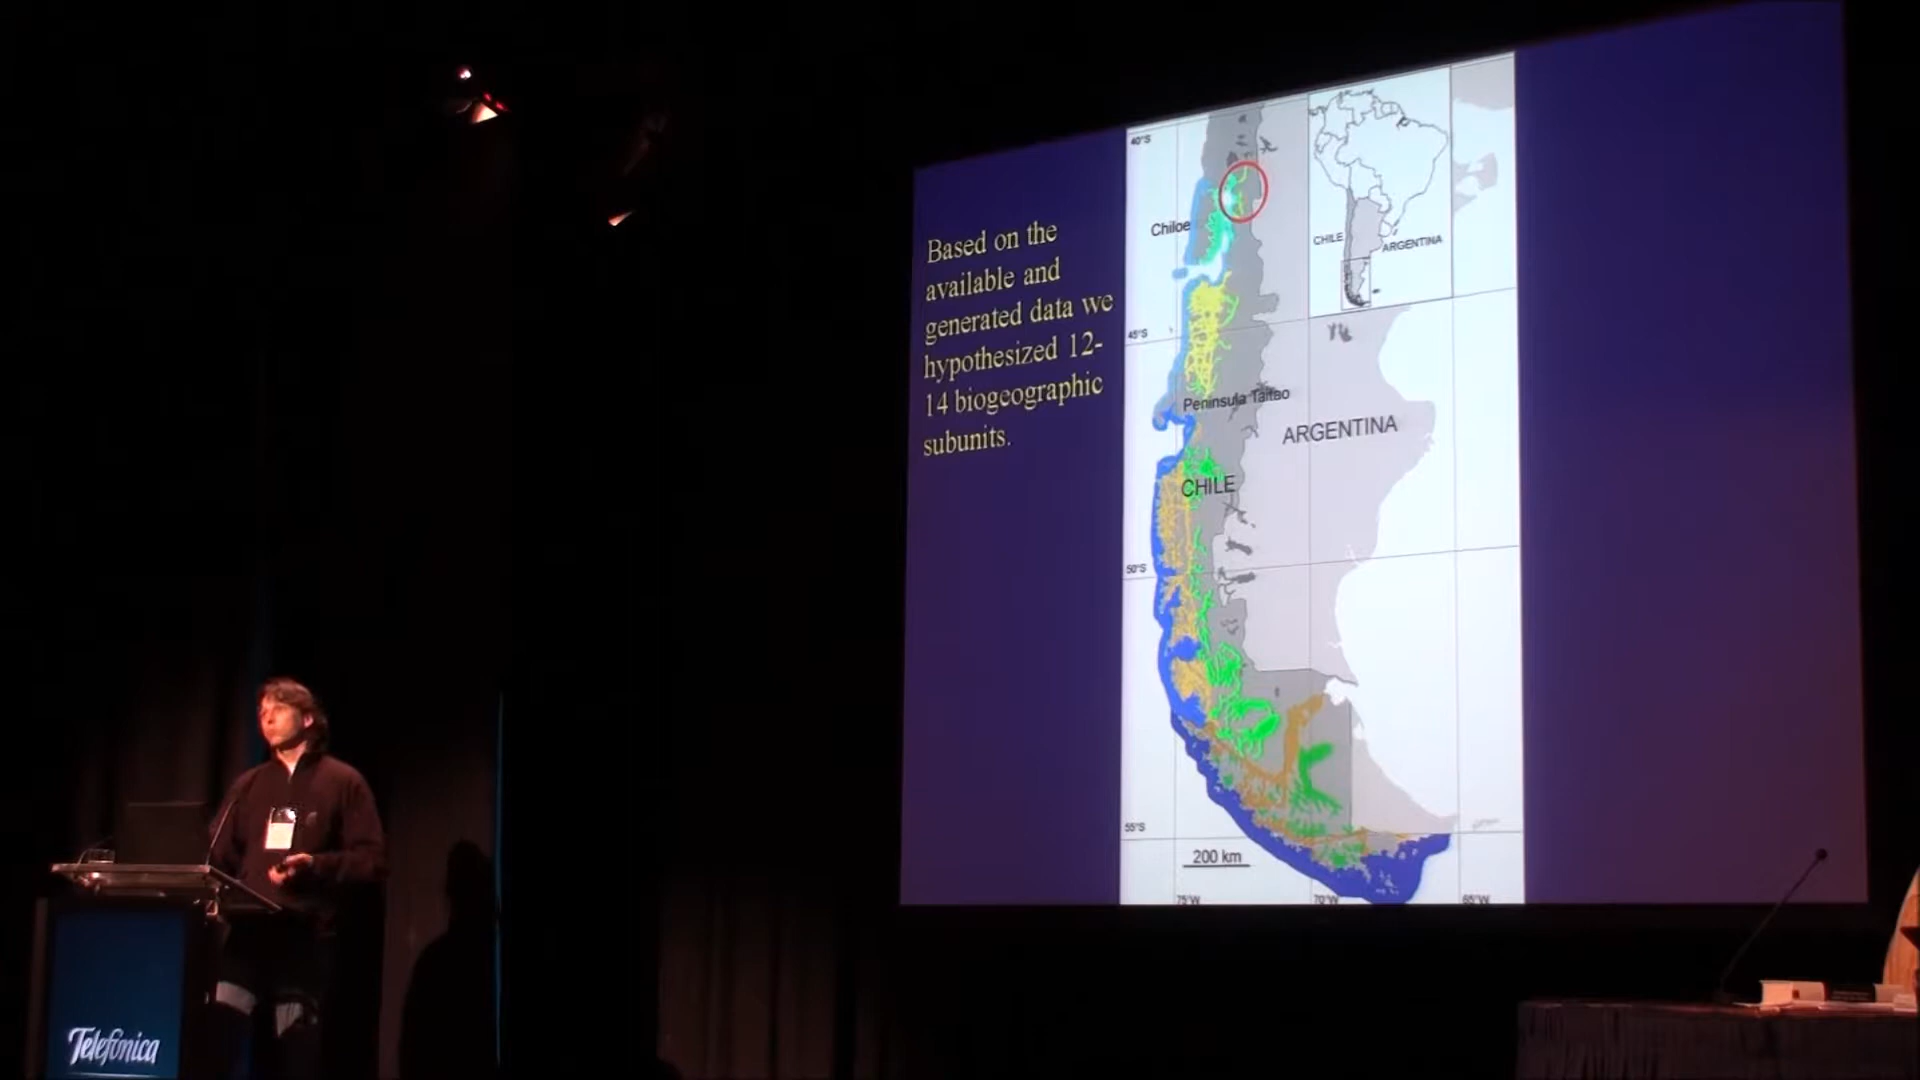 Based on the
available and
generated data we
hypothesized 12-
14 biogeographic
subunits.
40°S
Chiloe
CHILE
ARGENTINA
45°S
Peninsula Taitao
ARGENTINA
CHILE
50°S
55°S
200 km
75°W
70°W
65°W
Telefónica